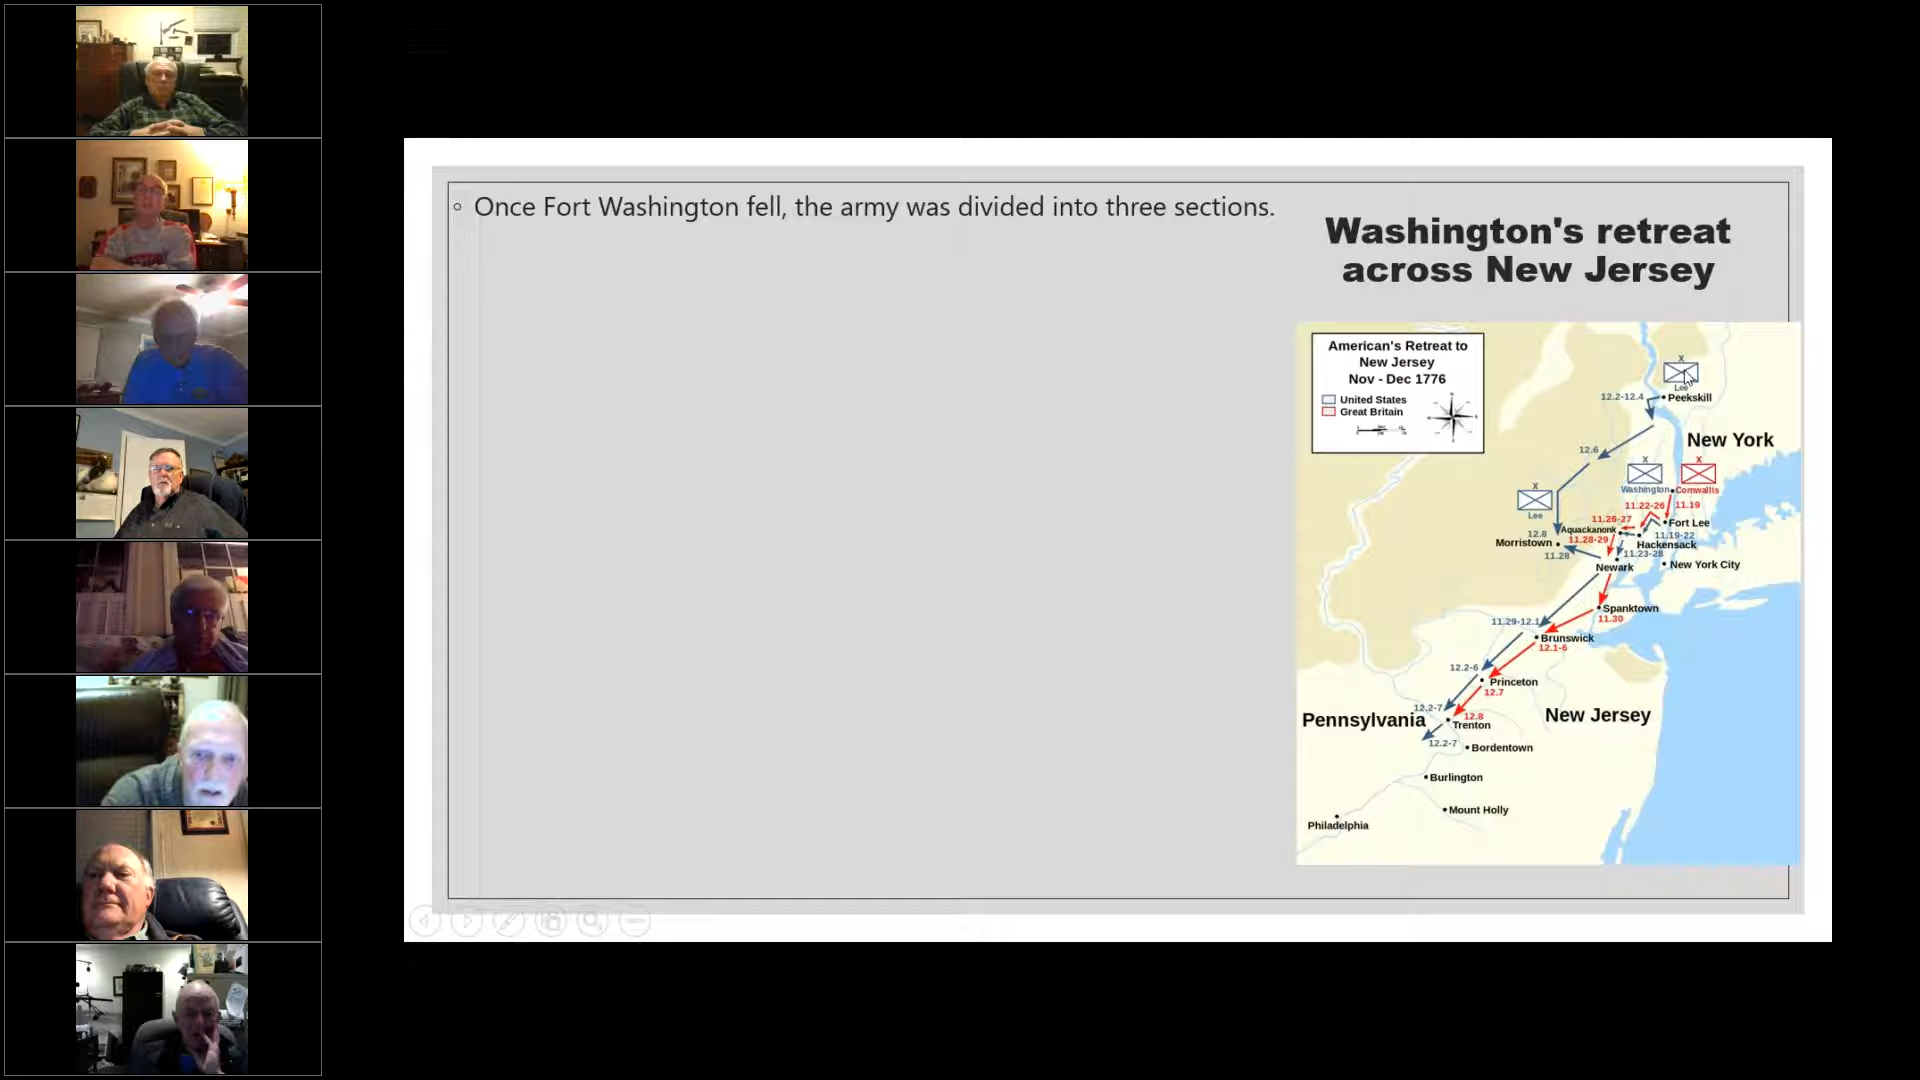 ◦ Once Fort Washington fell, the army was divided into three sections.
Washington's retreat
across New Jersey
American's Retreat to
New Jersey
Nov - Dec 1776
United States
Great Britain
X
Lee
12.2-12.4
Peekskill
New York
12.6
X
Washington
X
Cornwallis
X
Lee
11.22-26
11.19
11.26-27
Fort Lee
Aquackanonk
12.8
11.28-29
11.19-22
Morristown
Hackensack
11.28
11.23-28
Newark
New York City
Spanktown
11.30
11.29-12.1
Brunswick
12.1-6
12.2-6
Princeton
12.7
12.2-7
12.8
Pennsylvania
Trenton
New Jersey
12.2-7
Bordentown
Burlington
Mount Holly
Philadelphia